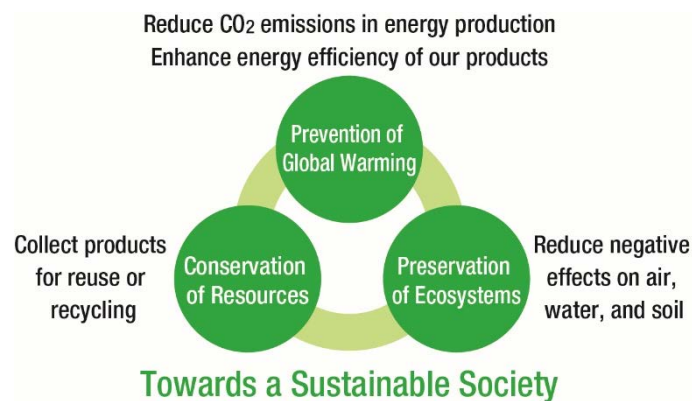 Reduce CO₂ emissions in energy production
Enhance energy efficiency of our products
Prevention of
Global Warming
Collect products
for reuse or
recycling
Conservation
of Resources
Preservation
of Ecosystems
Reduce negative
effects on air,
water, and soil
Towards a Sustainable Society